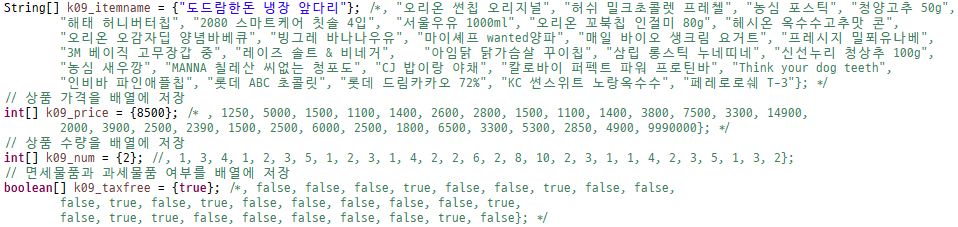 String[] k09_itemname = {"도드람한돈 냉장 앞다리"}; /*, "오리온 썬칩 오리지널", "허쉬 밀크초콜렛 프레첼", "농심 포스틱", "청양고추 50g",
"해태 허니버터칩", "2080 스마트케어 칫솔 4입", "서울우유 1000ml", "오리온 꼬북칩 인절미 80g", "헤시온 옥수수고추맛 콘",
"오리온 오감자딥 양념바베큐", "빙그레 바나나우유", "마이셰프 wanted양파", "매일 바이오 생크림 요거트", "프레시지 밀푀유나베",
"3M 베이직 고무장갑 중", "레이즈 솔트 & 비네거", "아임닭 닭가슴살 꾸이칩", "삼립 롱스틱 누네띠네", "신선누리 청상추 100g",
"농심 새우깡", "MANNA 칠레산 씨없는 청포도", "CJ 밥이랑 야채", "칼로바이 퍼펙트 파워 프로틴바", "Think your dog teeth",
"인비바 파인애플칩", "롯데 ABC 초콜릿", "롯데 드림카카오 72%", "KC 썬스위트 노랑옥수수", "페레로로쉐 T-3"}; */
// 상품 가격을 배열에 저장
int[] k09_price = {8500}; /* , 1250, 5000, 1500, 1100, 1400, 2600, 2800, 1500, 1100, 1400, 3800, 7500, 3300, 14900,
2000, 3900, 2500, 2390, 1500, 2500, 6000, 2500, 1800, 6500, 3300, 5300, 2850, 4900, 9990000}; */
// 상품 수량을 배열에 저장
int[] k09_num = {2}; //, 1, 3, 4, 1, 2, 3, 5, 1, 2, 3, 1, 4, 2, 2, 6, 2, 8, 10, 2, 3, 1, 1, 4, 2, 3, 5, 1, 3, 2};
// 면세물품과 과세물품 여부를 배열에 저장
boolean[] k09_taxfree = {true}; /*, false, false, false, true, false, false, false, true, false, false,
false, true, false, true, false, false, false, false, false, true,
false, false, true, false, false, false, false, true, false}; */